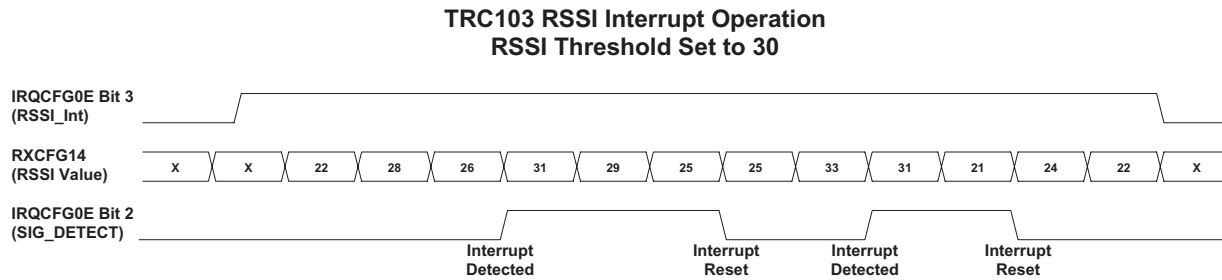 TRC103 RSSI Interrupt Operation
RSSI Threshold Set to 30
IRQCFG0E Bit 3
(RSSI_Int)
RXCFG14
(RSSI Value)
X X 22 28 26 31 29 25 25 33 31 21 24 22 X
IRQCFG0E Bit 2
(SIG_DETECT)
Interrupt Interrupt Interrupt Interrupt
Detected Reset Detected Reset